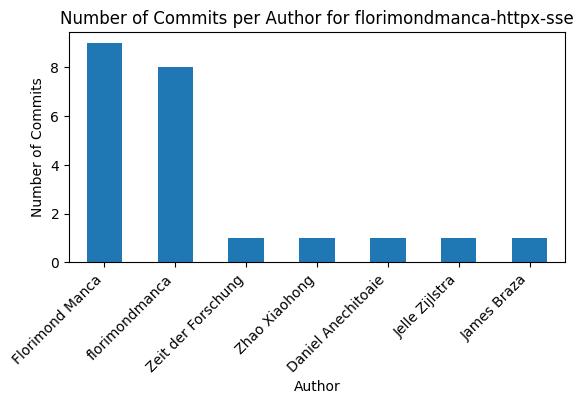 Number of Commits per Author for florimondmanca-httpx-sse
Number of Commits
8
6
4
2
0
Florimond Manca
florimondmanca
Zeit der Forschung
Zhao Xiaohong
Daniel Anechitoaie
Jelle Zijlstra
James Braza
Author